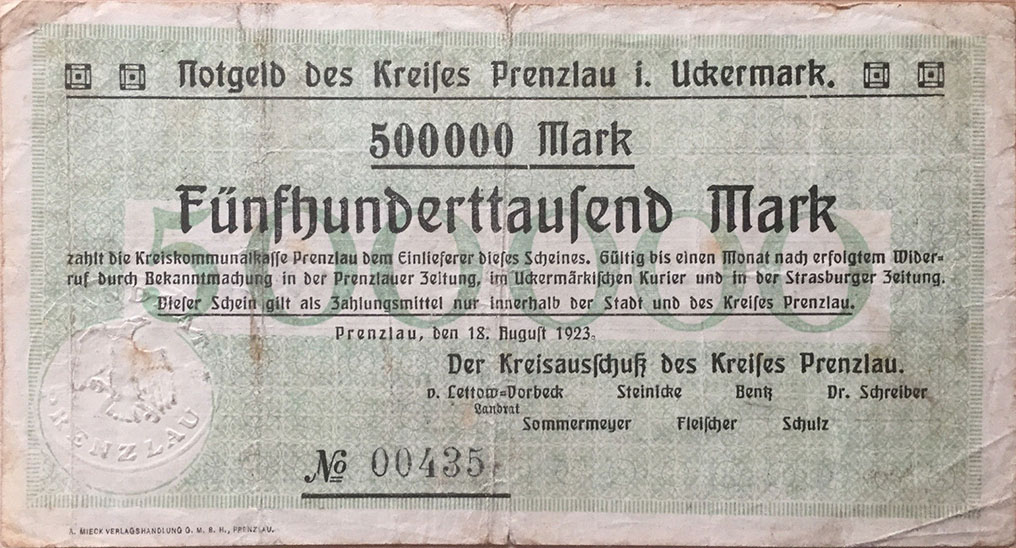 Notgeld des Kreiſes Prenzlau i. Uckermark.
500000 Mark
Fünfhunderttauſend Mark
500000
zahlt die Kreiskommunalkaſſe Prenzlau dem Einlieferer dieſes Scheines. Gültig bis einen Monat nach erfolgtem Wider-
ruf durch Bekanntmachung in der Prenzlauer Zeitung, im Uckermärkiſchen Kurier und in der Strasburger Zeitung.
Dieſer Schein gilt als Zahlungsmittel nur innerhalb der Stadt und des Kreiſes Prenzlau.
Prenzlau, den 18. Auguſt 1923.
Der Kreisausſchuß des Kreiſes Prenzlau.
v. Lettow-Vorbeck Steinicke Bentz Dr. Schreiber
Landrat
Sommermeyer Fleiſcher Schulz
PRENZLAU
No 00435
A. MIECK VERLAGSHANDLUNG G. M. B. H., PRENZLAU.